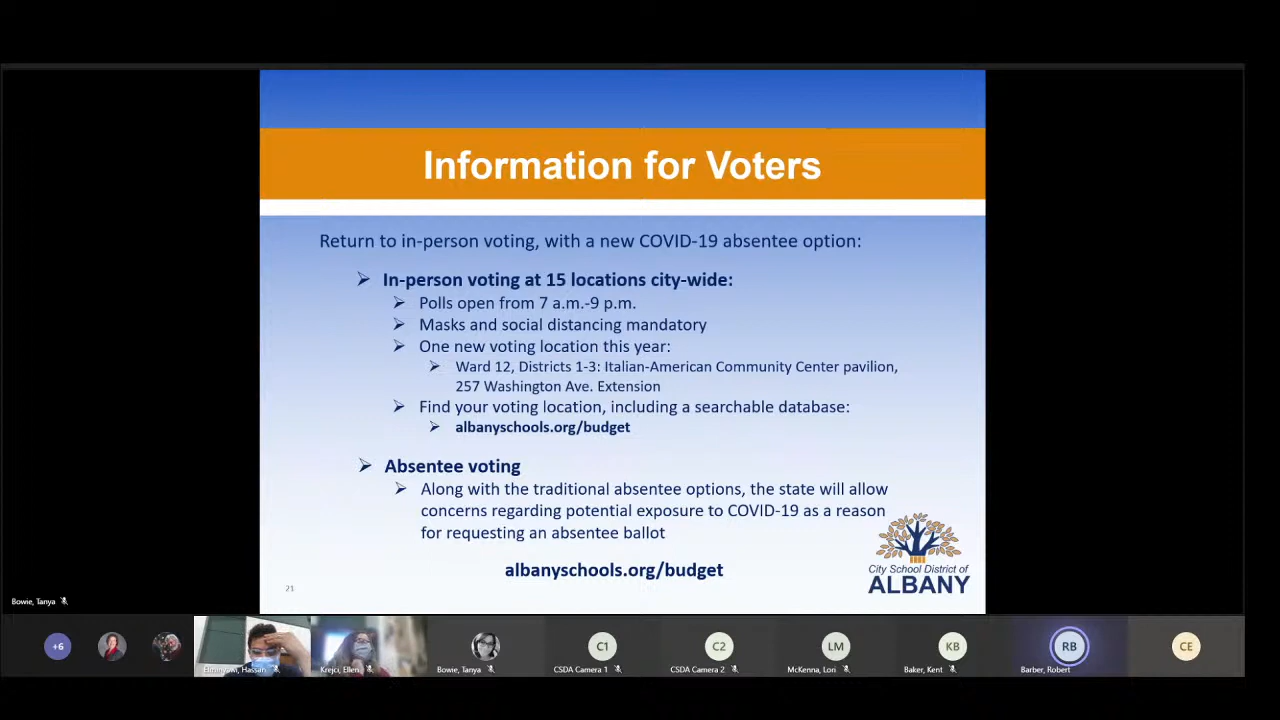 Information for Voters
Return to in-person voting, with a new COVID-19 absentee option:
In-person voting at 15 locations city-wide:
Polls open from 7 a.m.-9 p.m.
Masks and social distancing mandatory
One new voting location this year:
Ward 12, Districts 1-3: Italian-American Community Center pavilion,
257 Washington Ave. Extension
Find your voting location, including a searchable database:
albanyschools.org/budget
Absentee voting
Along with the traditional absentee options, the state will allow
concerns regarding potential exposure to COVID-19 as a reason
for requesting an absentee ballot
albanyschools.org/budget
City School District of
ALBANY
21
Bowie, Tanya
+6
Krejci, Ellen
Bowie, Tanya
C1
CSDA Camera 1
C2
CSDA Camera 2
LM
McKenna, Lori
KB
Baker, Kent
RB
Barber, Robert
CE